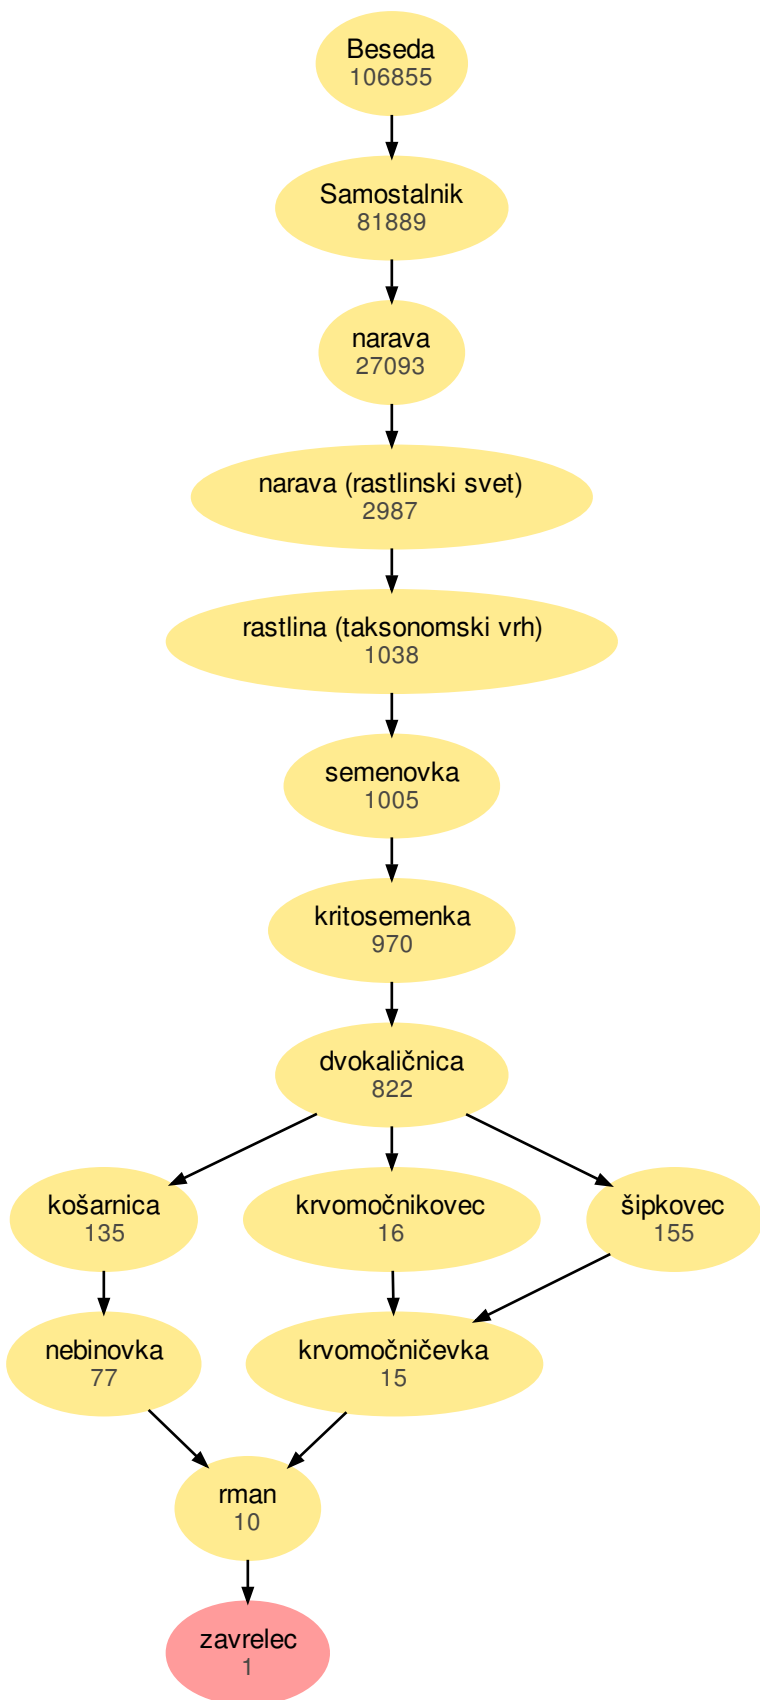 Beseda
106855
Samostalnik
81889
narava
27093
narava (rastlinski svet)
2987
rastlina (taksonomski vrh)
1038
semenovka
1005
kritosemenka
970
dvokaličnica
822
košarnica
135
krvomočnikovec
16
šipkovec
155
nebinovka
77
krvomočničevka
15
rman
10
zavrelec
1